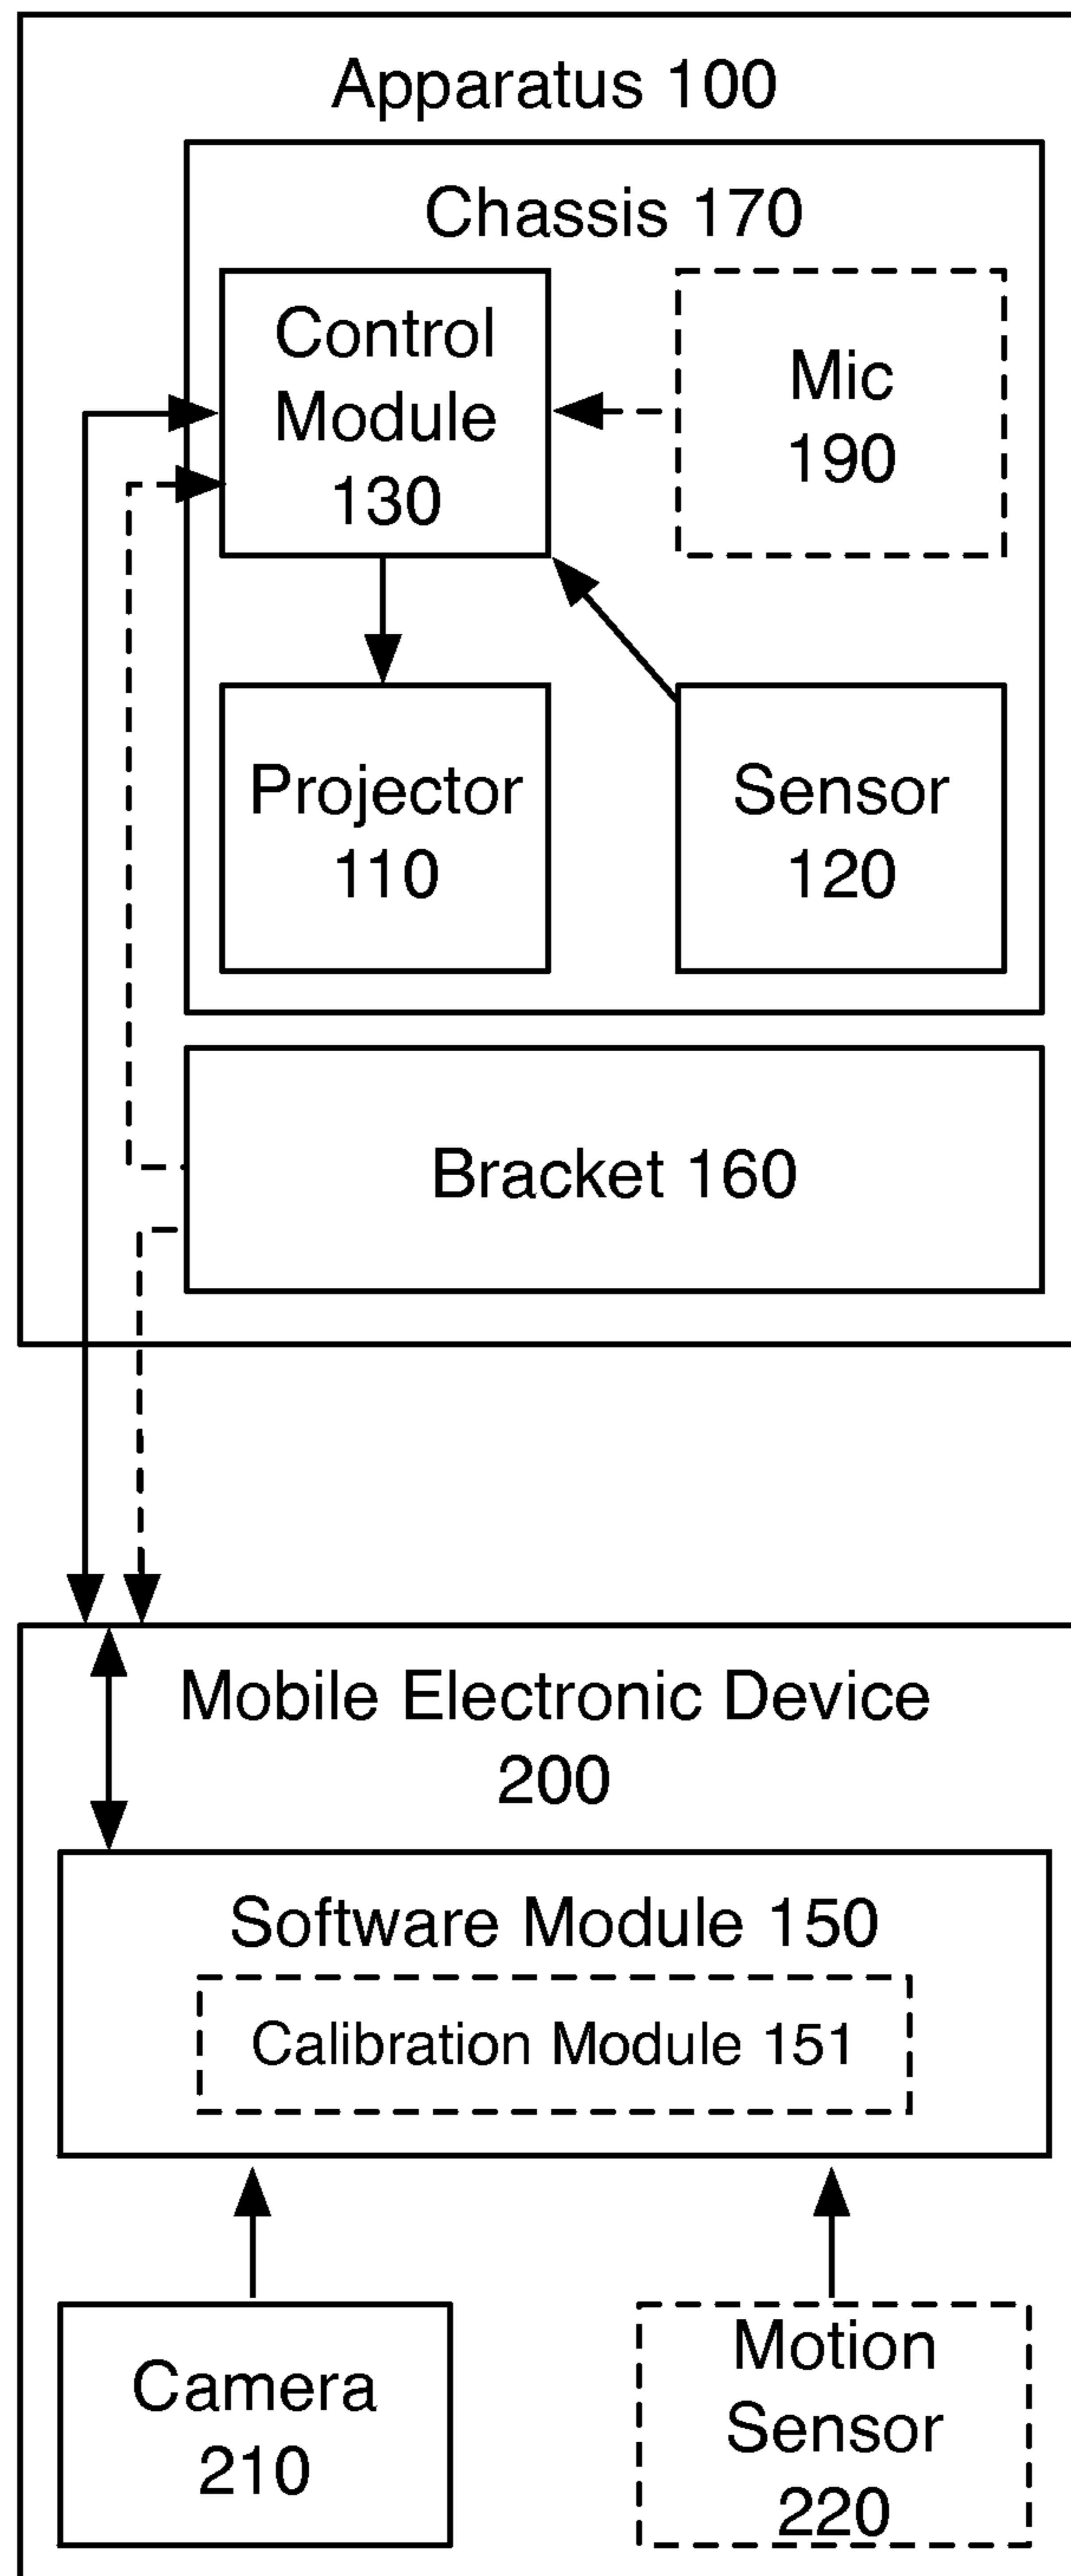 Apparatus 100
Chassis 170
Control
Module
130
Mic
190
Projector
110
Sensor
120
Bracket 160
Mobile Electronic Device
200
Software Module 150
Calibration Module 151
Camera
210
Motion
Sensor
220